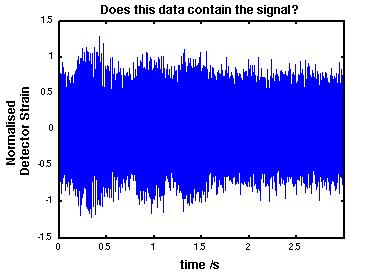 Does this data contain the signal?
1.5
1
0.5
0
-0.5
-1
-1.5
Normalised
Detector Strain
0 0.5 1 1.5 2 2.5
time /s